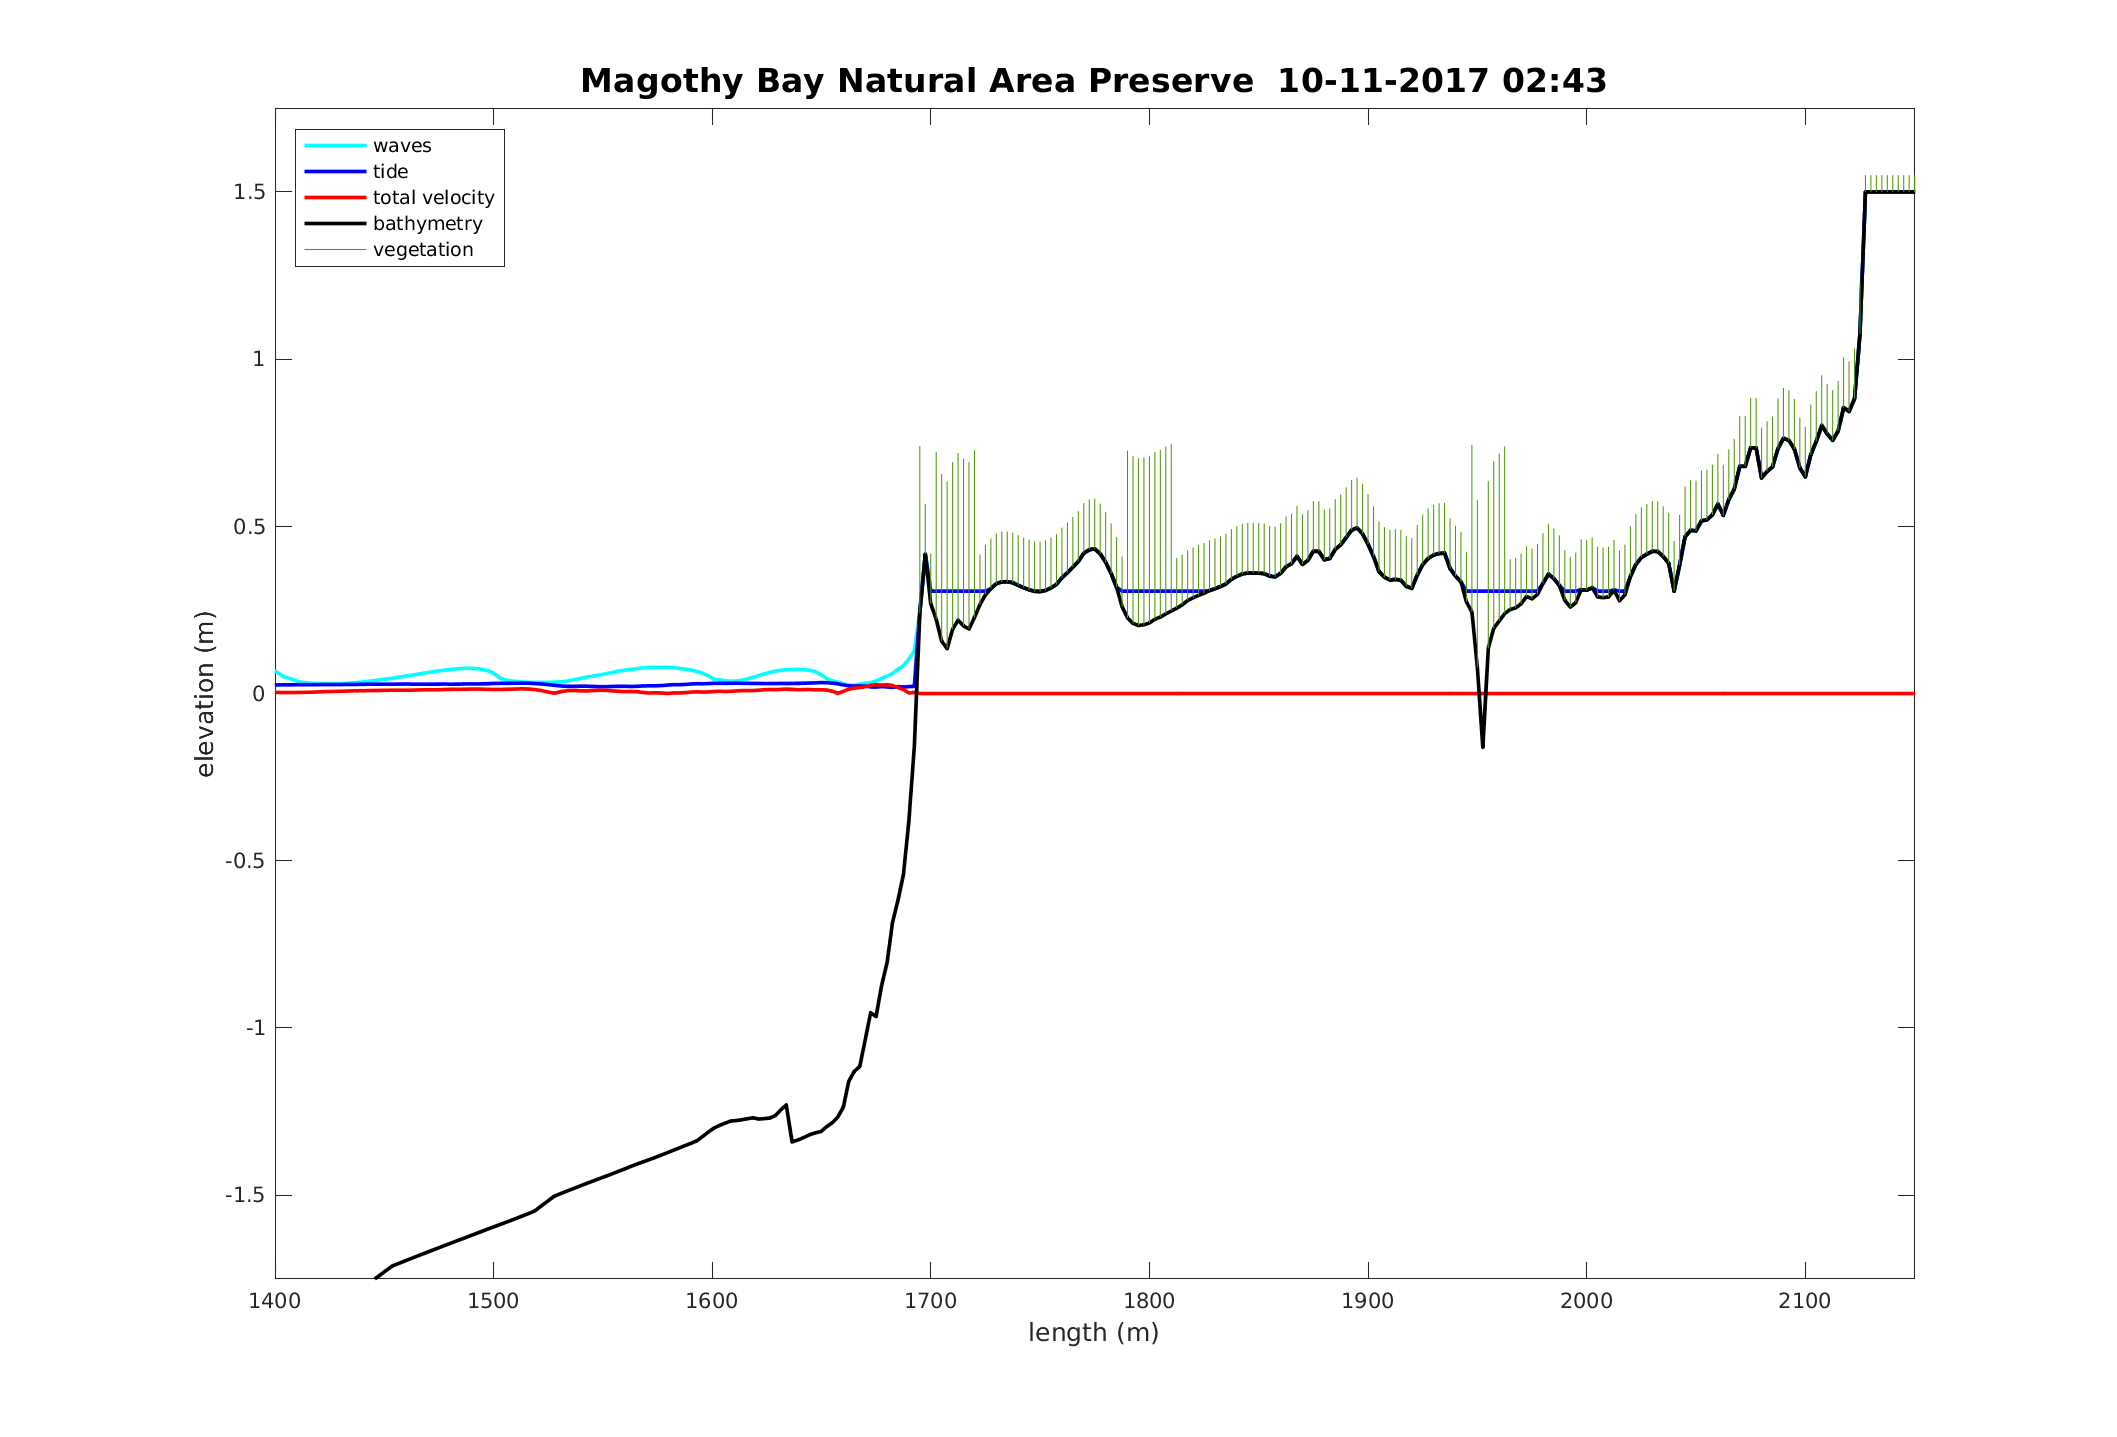 Magothy Bay Natural Area Preserve  10-11-2017 02:43
waves
tide
total velocity
bathymetry
vegetation
1.5
1
0.5
0
-0.5
-1
-1.5
elevation (m)
1400 1500 1600 1700 1800 1900 2000 2100
length (m)